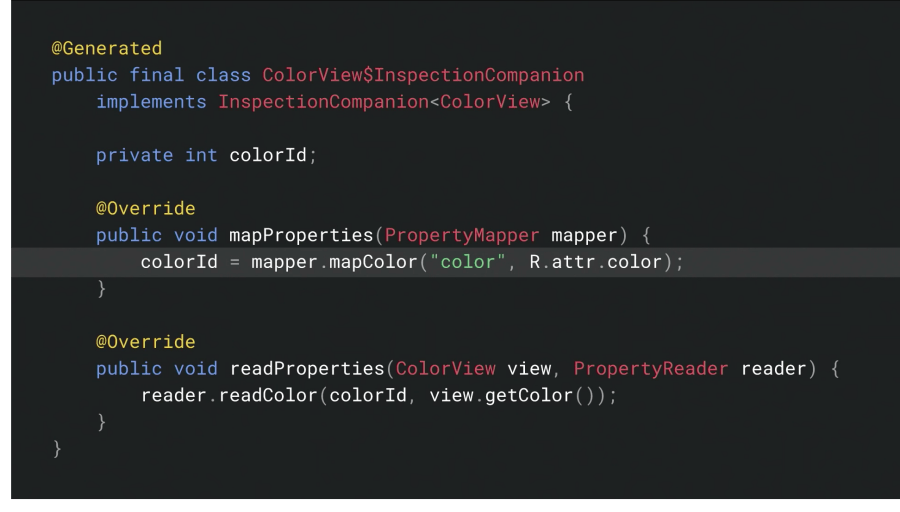 @Generated
public final class ColorView$InspectionCompanion
    implements InspectionCompanion<ColorView> {
    private int colorId;
    @Override
    public void mapProperties(PropertyMapper mapper) {
        colorId = mapper.mapColor("color", R.attr.color);
    }
    @Override
    public void readProperties(ColorView view, PropertyReader reader) {
        reader.readColor(colorId, view.getColor());
    }
}